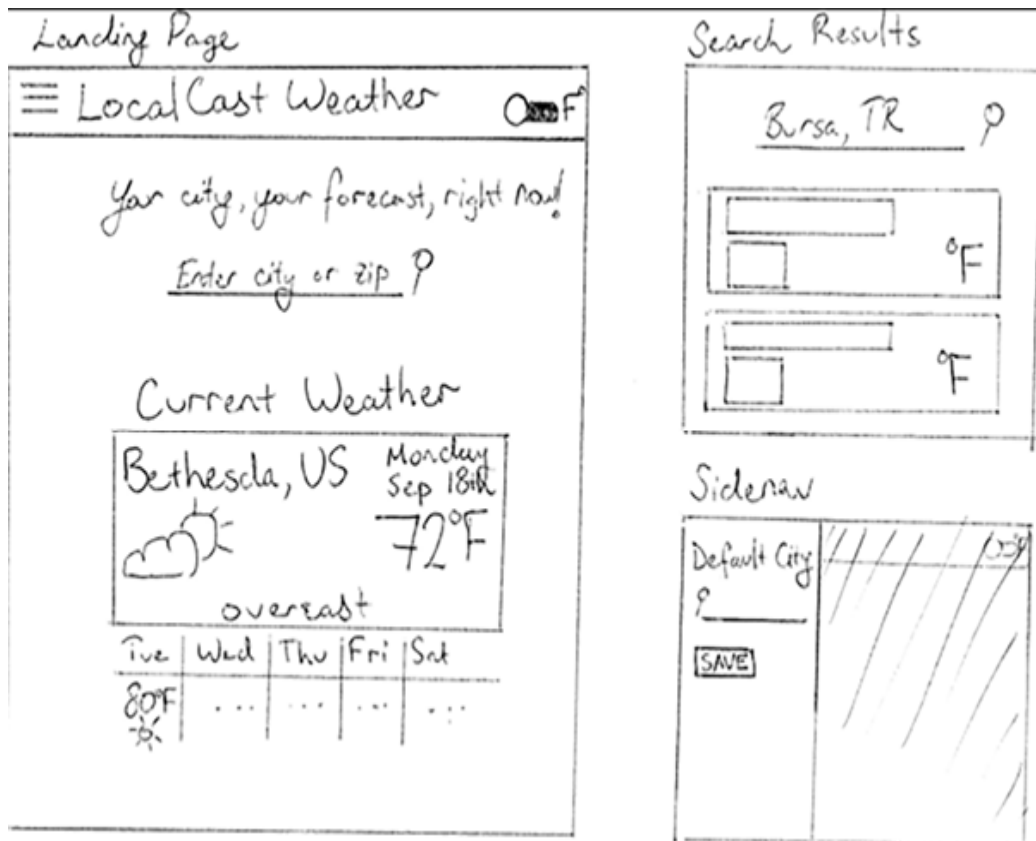 Landing Page
LocalCast Weather
F°
Your city, your forecast, right now!
Enter city or zip
Current Weather
Bethesda, US
Monday
Sep 18th
72°F
overcast
Tue Wed Thu Fri Sat
80°F ... ... ... ...
Search Results
Bursa, TR
°F
°F
Sidenav
Default City
SAVE